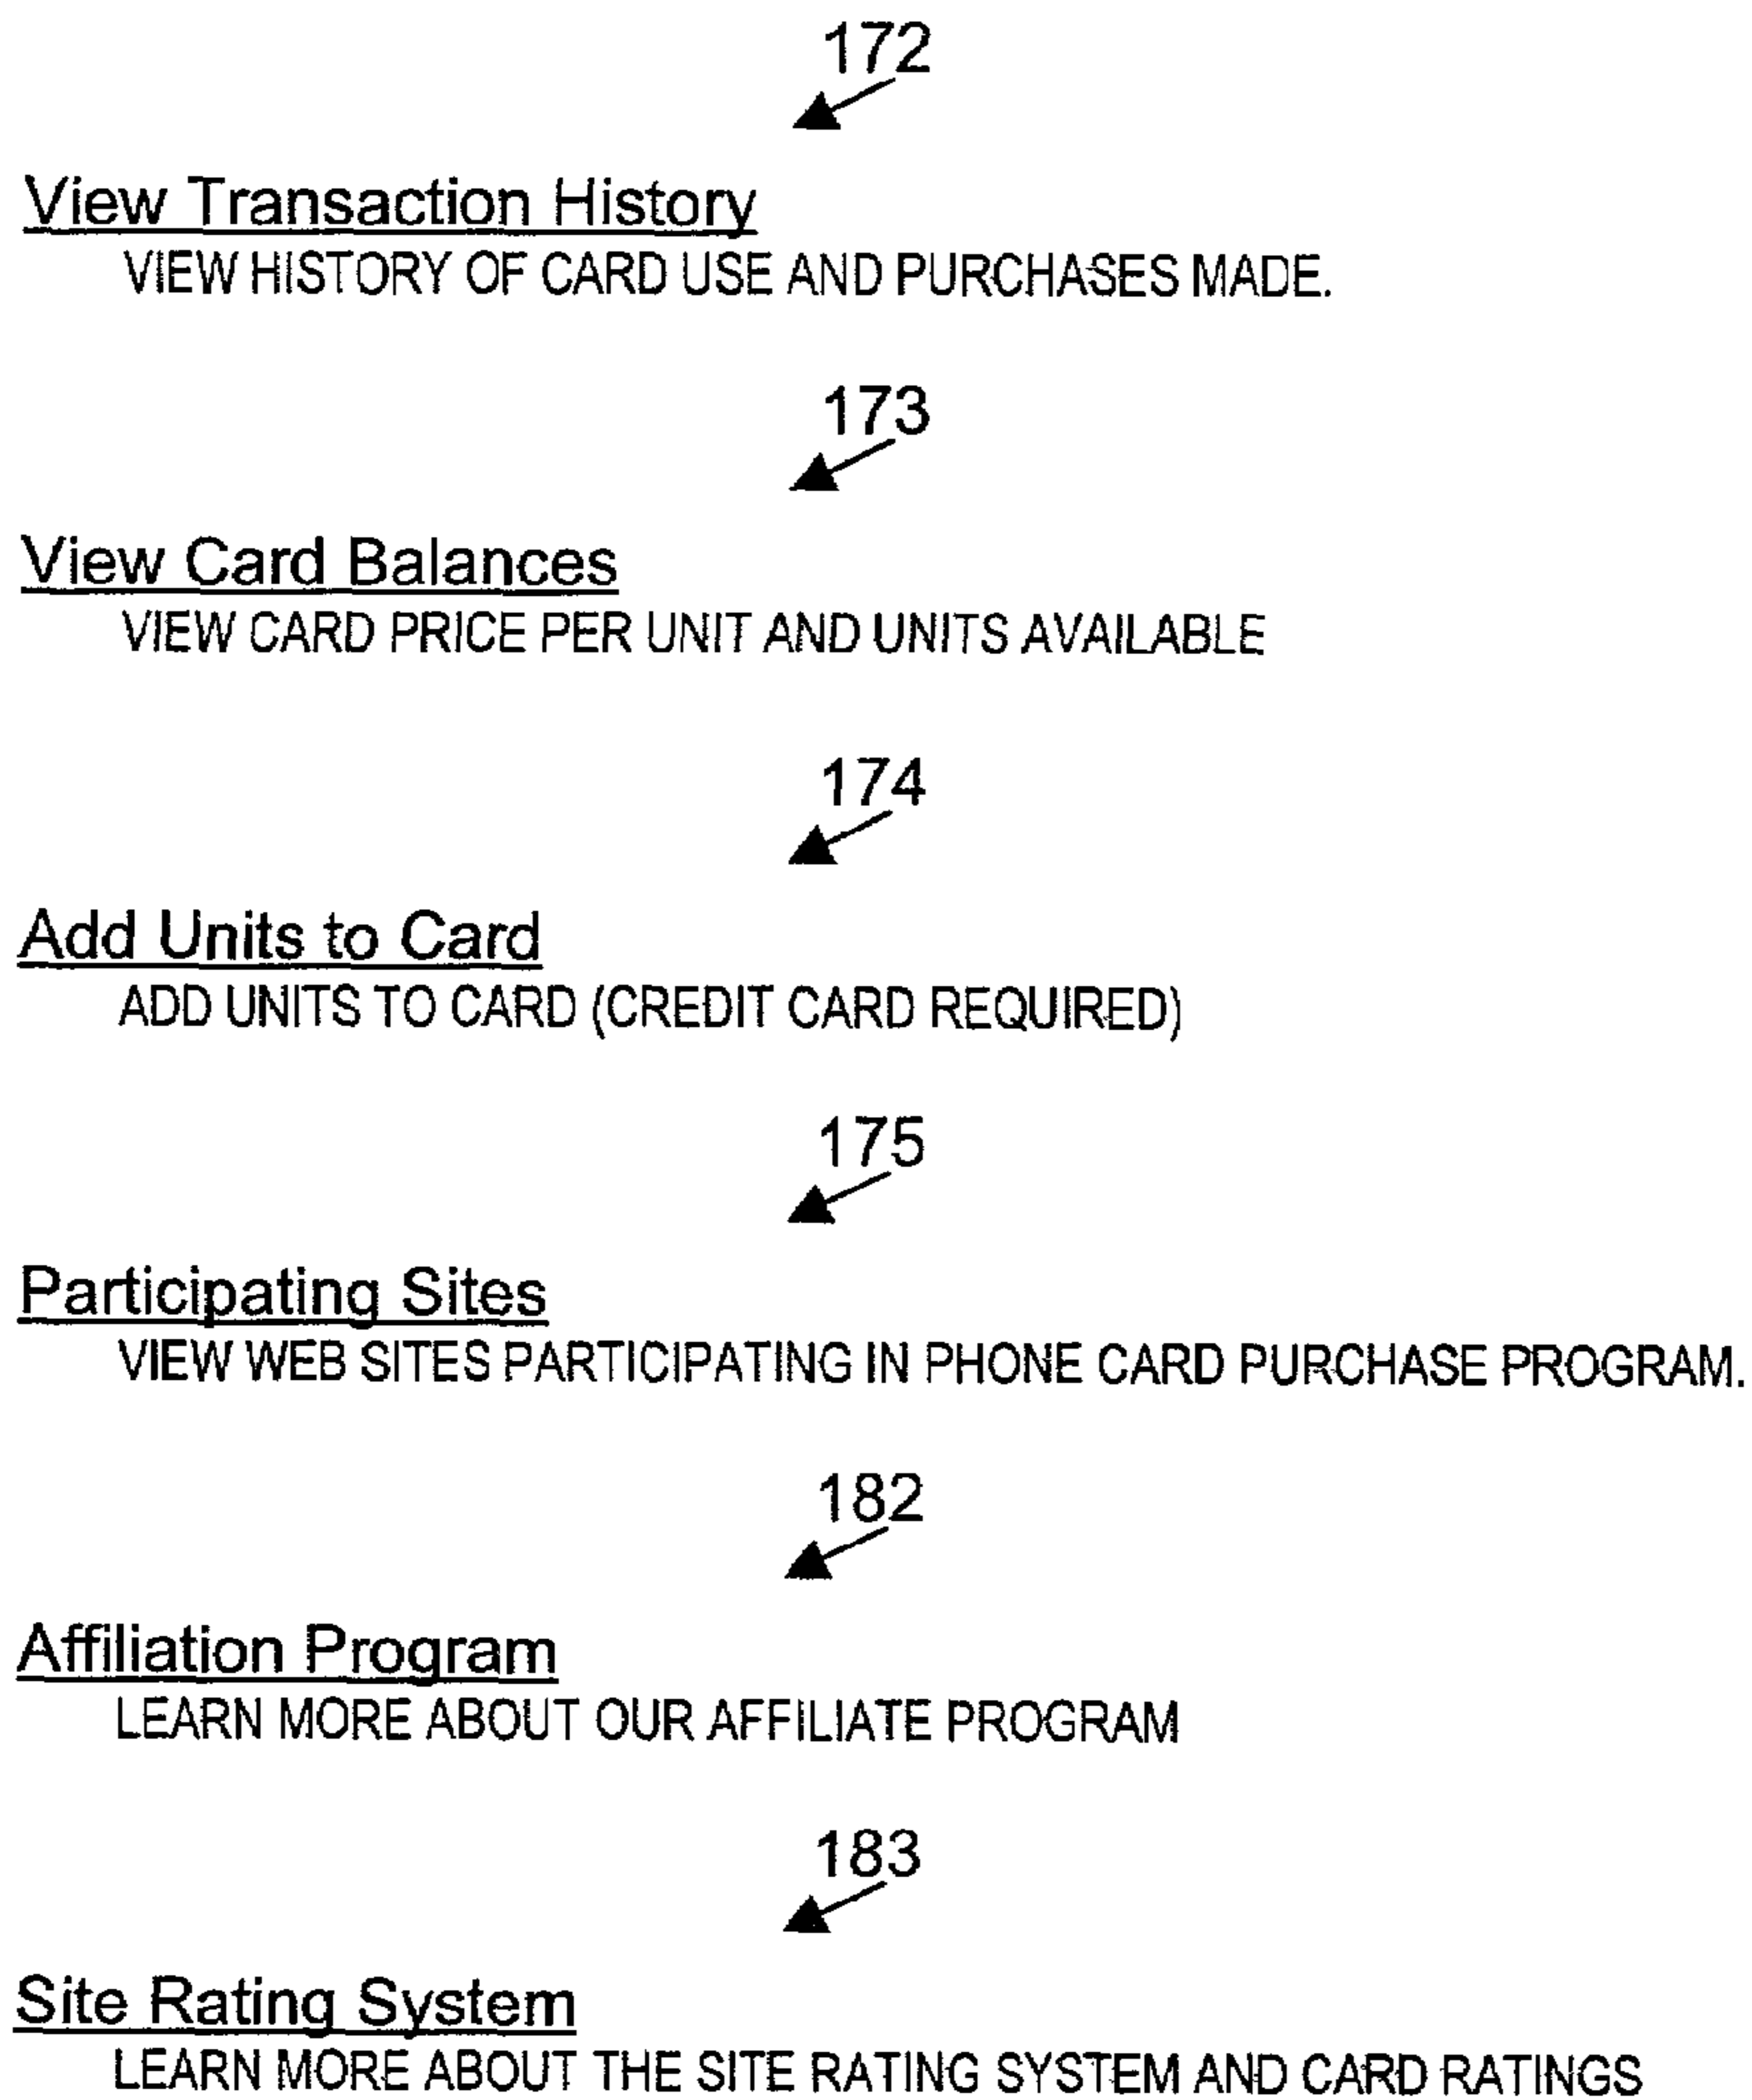 172
View Transaction History
VIEW HISTORY OF CARD USE AND PURCHASES MADE.
173
View Card Balances
VIEW CARD PRICE PER UNIT AND UNITS AVAILABLE
174
Add Units to Card
ADD UNITS TO CARD (CREDIT CARD REQUIRED)
175
Participating Sites
VIEW WEB SITES PARTICIPATING IN PHONE CARD PURCHASE PROGRAM.
182
Affiliation Program
LEARN MORE ABOUT OUR AFFILIATE PROGRAM
183
Site Rating System
LEARN MORE ABOUT THE SITE RATING SYSTEM AND CARD RATINGS